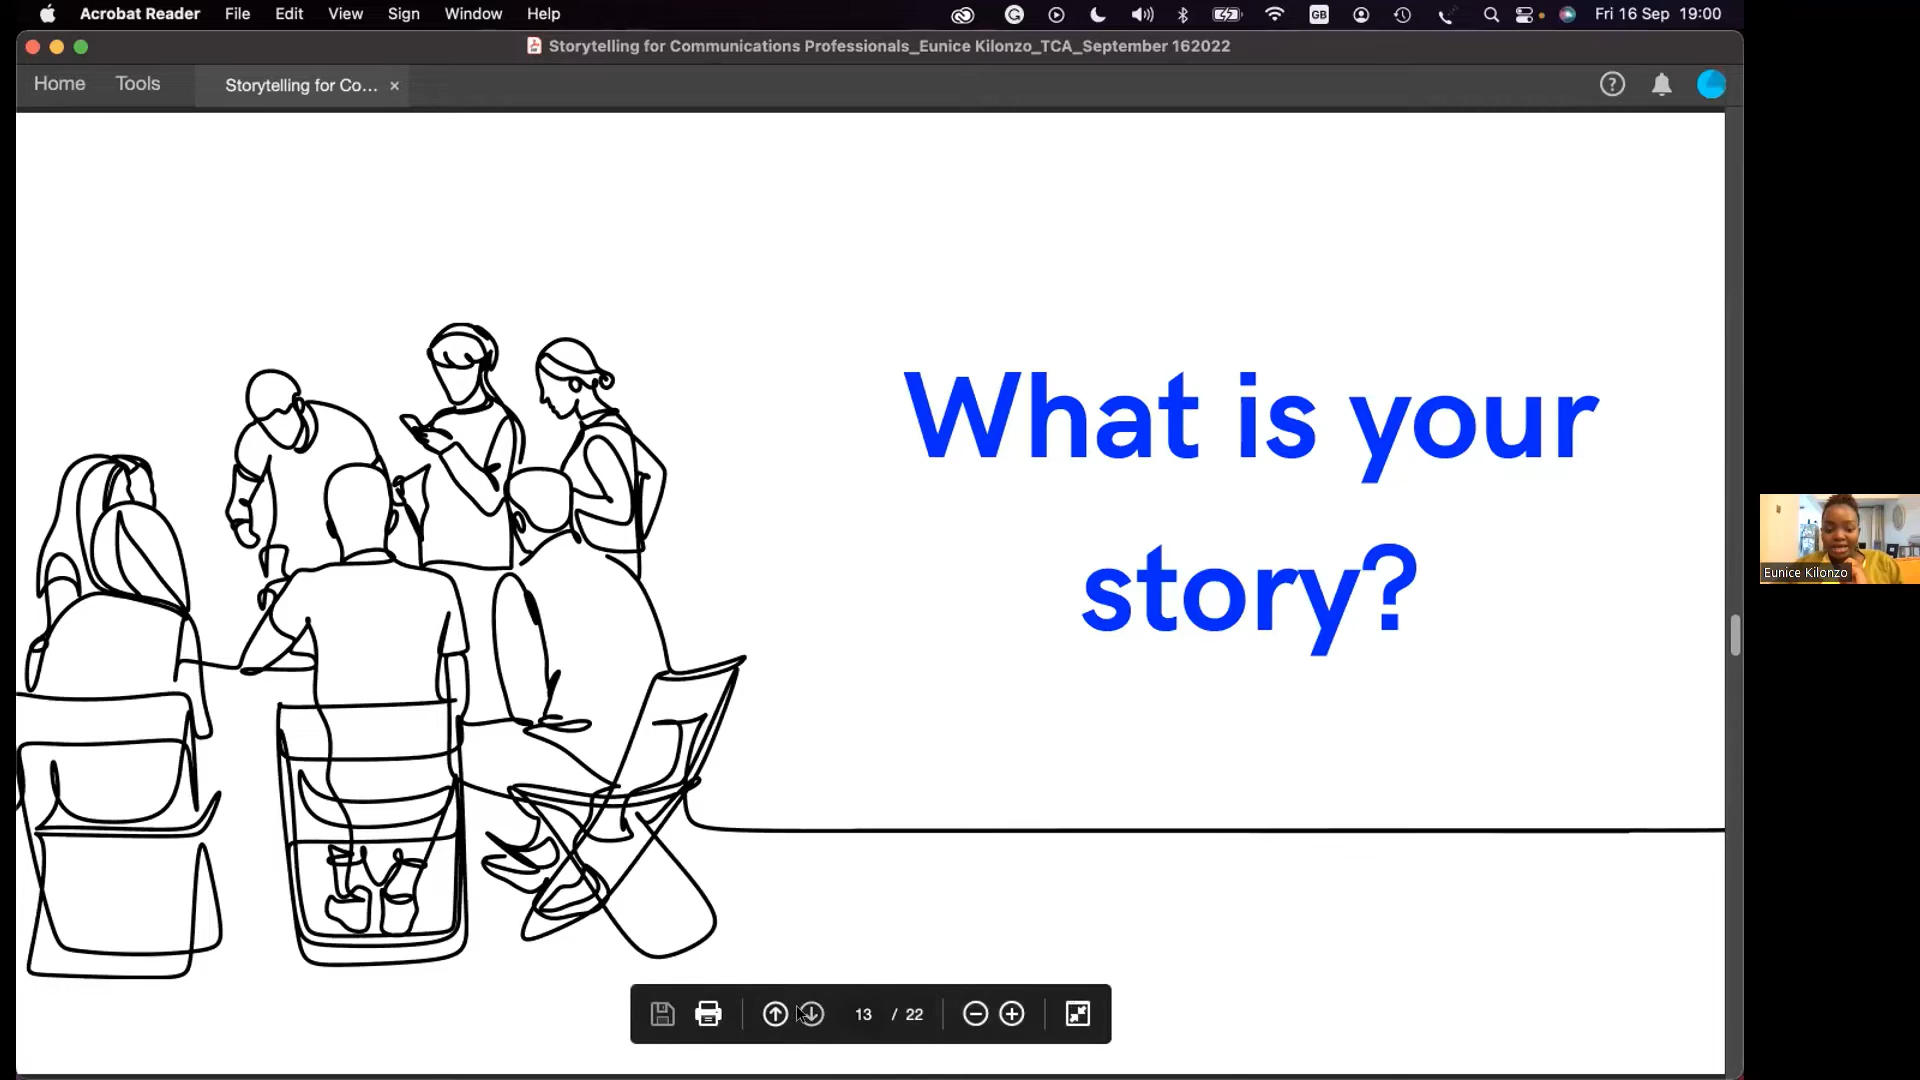 Acrobat Reader File Edit View Sign Window Help GB Fri 16 Sep 19:00
Storytelling for Communications Professionals_Eunice Kilonzo_TCA_September 162022
Home Tools Storytelling for Co... ×
What is your
story?
Eunice Kilonzo
13 / 22